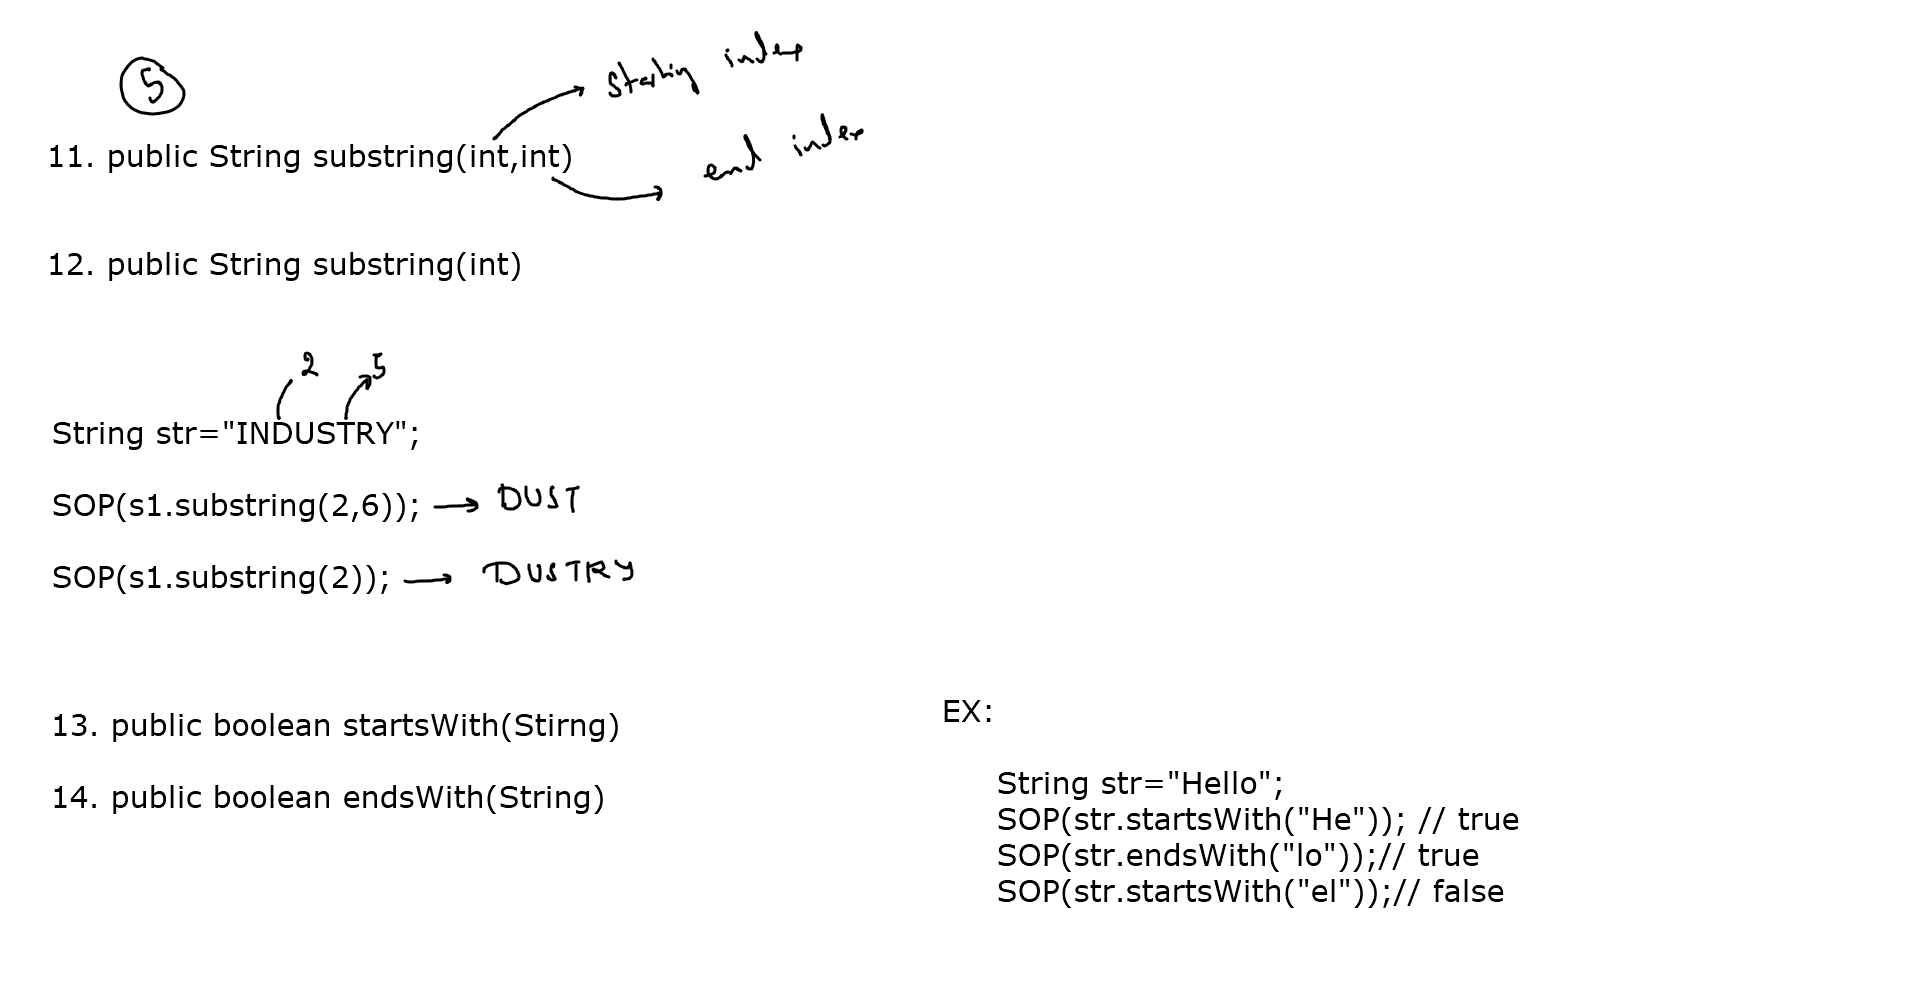 5
starting index
11. public String substring(int,int)
end index
12. public String substring(int)
2 5
String str="INDUSTRY";
SOP(s1.substring(2,6)); DUST
SOP(s1.substring(2)); DUSTRY
13. public boolean startsWith(Stirng)
14. public boolean endsWith(String)
EX:
String str="Hello";
SOP(str.startsWith("He")); // true
SOP(str.endsWith("lo"));// true
SOP(str.startsWith("el"));// false